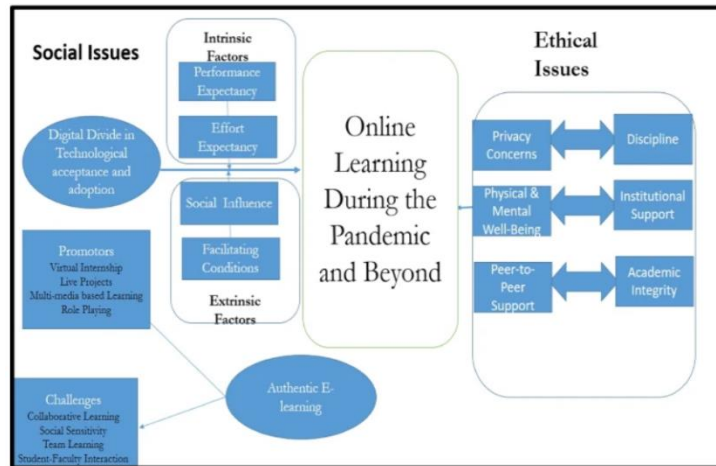 Social Issues
Intrinsic
Factors
Performance
Expectancy
Effort
Expectancy
Digital Divide in
Technological
acceptance and
adoption
Social Influence
Facilitating
Conditions
Extrinsic
Factors
Promotors
Virtual Internship
Live Projects
Multi-media based Learning
Role Playing
Challenges
Collaborative Learning
Social Sensitivity
Team Learning
Student-Faculty Interaction
Authentic E-
learning
Online
Learning
During the
Pandemic
and Beyond
Ethical
Issues
Privacy
Concerns
Discipline
Physical &
Mental
Well-Being
Institutional
Support
Peer-to-
Peer
Support
Academic
Integrity